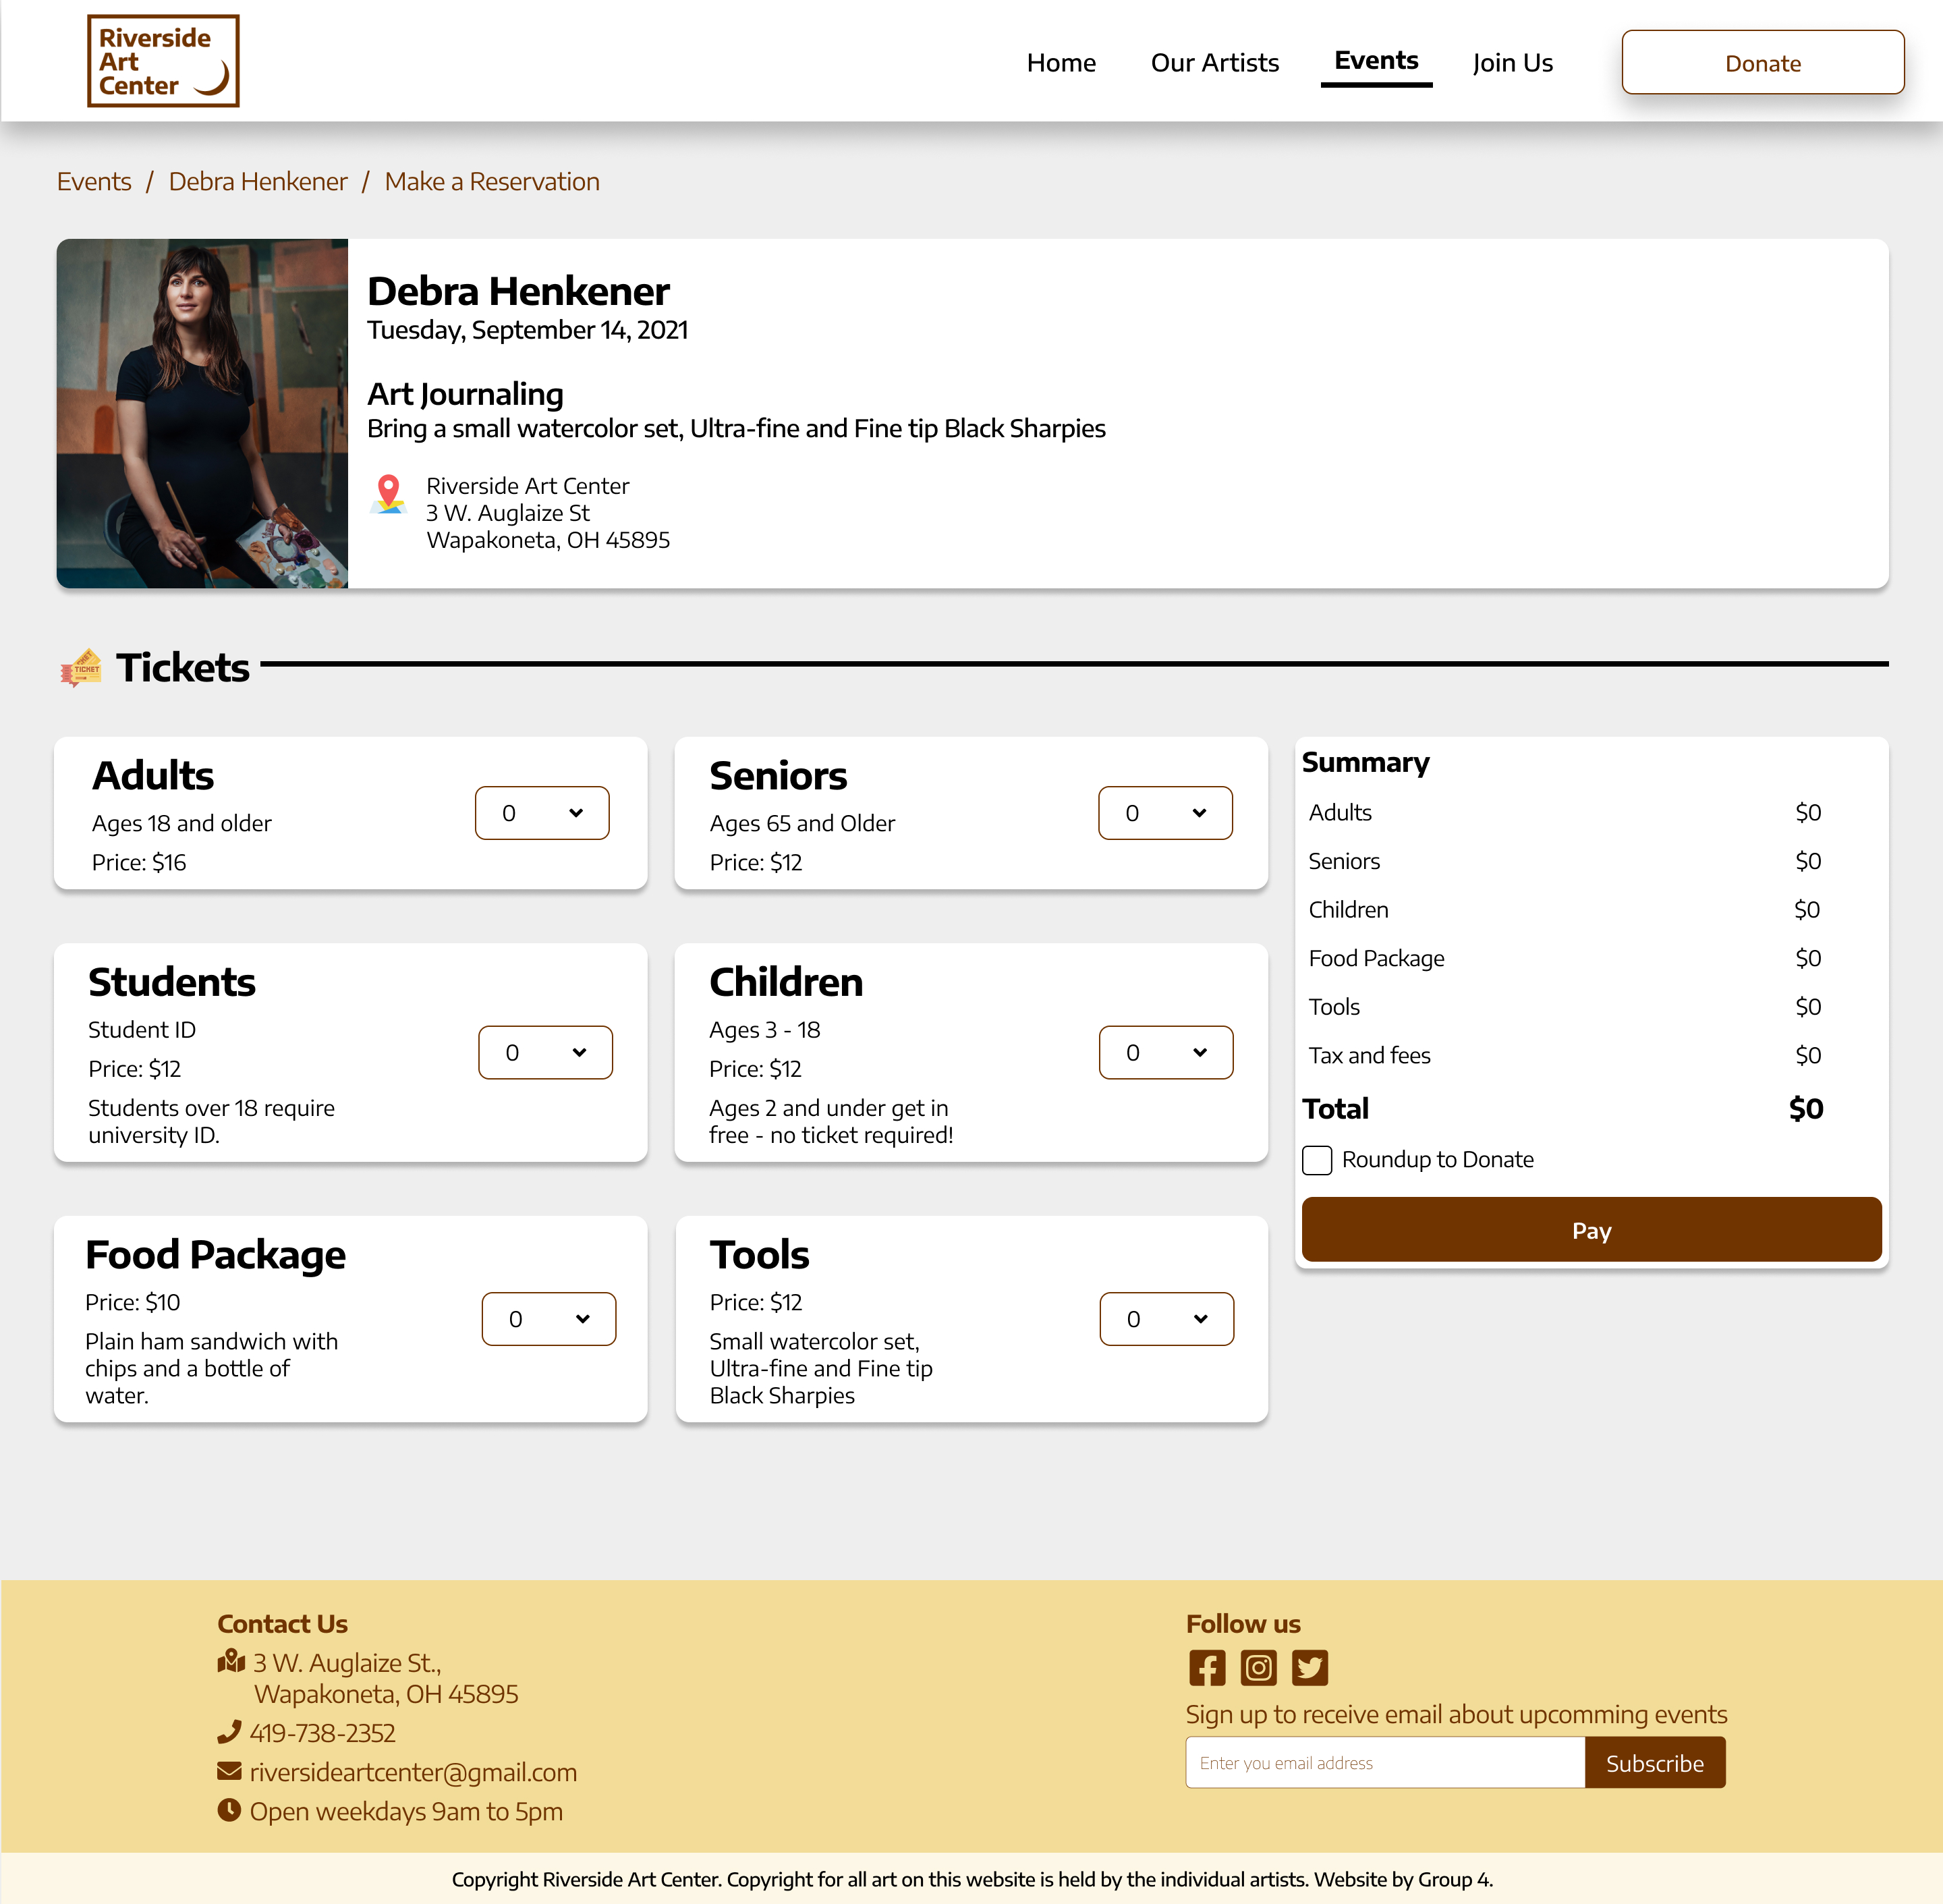 Riverside
Art
Center
Home
Our Artists
Events
Join Us
Donate
Events / Debra Henkener / Make a Reservation
Debra Henkener
Tuesday, September 14, 2021
Art Journaling
Bring a small watercolor set, Ultra-fine and Fine tip Black Sharpies
Riverside Art Center
3 W. Auglaize St
Wapakoneta, OH 45895
TICKET
Tickets
Adults
Ages 18 and older
Price: $16
0
Seniors
Ages 65 and Older
Price: $12
0
Students
Student ID
Price: $12
Students over 18 require
university ID.
0
Children
Ages 3 - 18
Price: $12
Ages 2 and under get in
free - no ticket required!
0
Food Package
Price: $10
Plain ham sandwich with
chips and a bottle of
water.
0
Tools
Price: $12
Small watercolor set,
Ultra-fine and Fine tip
Black Sharpies
0
Summary
Adults $0
Seniors $0
Children $0
Food Package $0
Tools $0
Tax and fees $0
Total $0
Roundup to Donate
Pay
Contact Us
3 W. Auglaize St.,
Wapakoneta, OH 45895
419-738-2352
riversideartcenter@gmail.com
Open weekdays 9am to 5pm
Follow us
Sign up to receive email about upcomming events
Enter you email address
Subscribe
Copyright Riverside Art Center. Copyright for all art on this website is held by the individual artists. Website by Group 4.